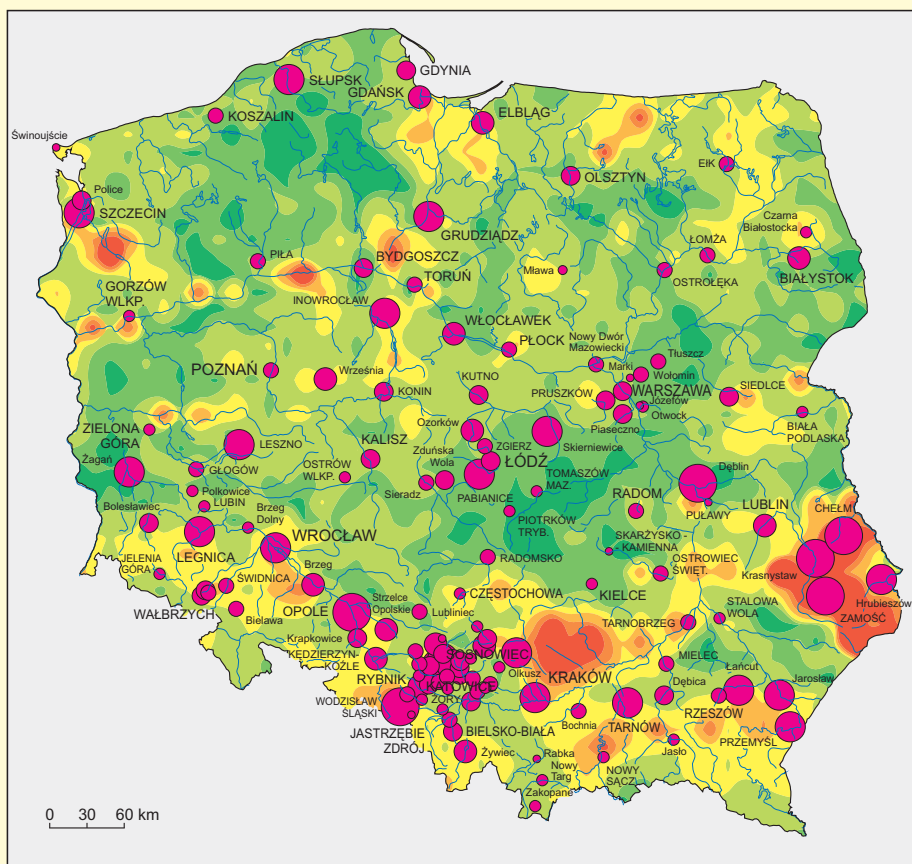 GDYNIA
SŁUPSK
GDAŃSK
KOSZALIN
ELBLĄG
Świnoujście
EłK
OLSZTYN
Police
SZCZECIN
Czarna
Białostocka
GRUDZIĄDZ
ŁOMŻA
PIŁA
BYDGOSZCZ
BIAŁYSTOK
Mława
OSTROŁĘKA
TORUŃ
GORZÓW
WLKP.
INOWROCŁAW
WŁOCŁAWEK
PŁOCK
Nowy Dwór
Mazowiecki
Tłuszcz
Marki
Wołomin
POZNAŃ
Września
KUTNO
KONIN
PRUSZKÓW
WARSZAWA
SIEDLCE
Józefów
Otwock
Piaseczno
BIAŁA
PODLASKA
ZIELONA
GÓRA
LESZNO
KALISZ
Ozorków
ZGIERZ
Skierniewice
Zduńska
Wola
ŁÓDŹ
Żagań
GŁOGÓW
OSTRÓW
WLKP.
Sieradz
PABIANICE
TOMASZÓW
MAZ.
Dęblin
Polkowice
LUBIN
Bolesławiec
Brzeg
Dolny
PIOTRKÓW
TRYB.
RADOM
PUŁAWY
LUBLIN
CHEŁM
LEGNICA
WROCŁAW
SKARŻYSKO -
- KAMIENNA
RADOMSKO
JELENIA
GÓRA
ŚWIDNICA
Brzeg
OSTROWIEC
ŚWIĘT.
Krasnystaw
WAŁBRZYCH
Bielawa
OPOLE
Strzelce
Opolskie
Lubliniec
CZĘSTOCHOWA
KIELCE
STALOWA
WOLA
Hrubieszów
ZAMOŚĆ
TARNOBRZEG
Krapkowice
KĘDZIERZYN-
KOŹLE
SOSNOWIEC
Olkusz
KRAKÓW
MIELEC
Łańcut
Jarosław
RYBNIK
KATOWICE
Dębica
WODZISŁAW
ŚLĄSKI
ŻORY
Bochnia
TARNÓW
RZESZÓW
JASTRZĘBIE
ZDRÓJ
BIELSKO-BIAŁA
PRZEMYŚL
Żywiec
Rabka
Nowy
Targ
NOWY
SĄCZ
Jasło
Zakopane
0 30 60 km